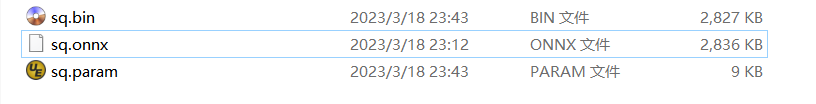 sq.bin 2023/3/18 23:43 BIN 文件 2,827 KB
sq.onnx 2023/3/18 23:12 ONNX 文件 2,836 KB
sq.param 2023/3/18 23:43 PARAM 文件 9 KB